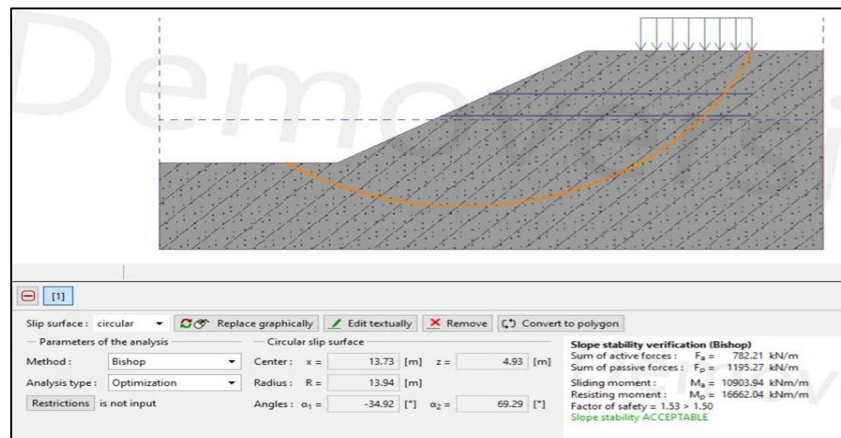 Demoversi
[1]
Slip surface : circular Replace graphically Edit textually Remove Convert to polygon
Parameters of the analysis
Method : Bishop
Analysis type : Optimization
Restrictions is not input
Circular slip surface
Center : x = 13.73 [m] z = 4.93 [m]
Radius : R = 13.94 [m]
Angles : α1 = -34.92 [°] α2 = 69.29 [°]
Slope stability verification (Bishop)
Sum of active forces : Fa = 782.21 kN/m
Sum of passive forces : Fp = 1195.27 kN/m
Sliding moment : Ma = 10903.94 kNm/m
Resisting moment : Mp = 16662.04 kNm/m
Factor of safety = 1.53 > 1.50
Slope stability ACCEPTABLE